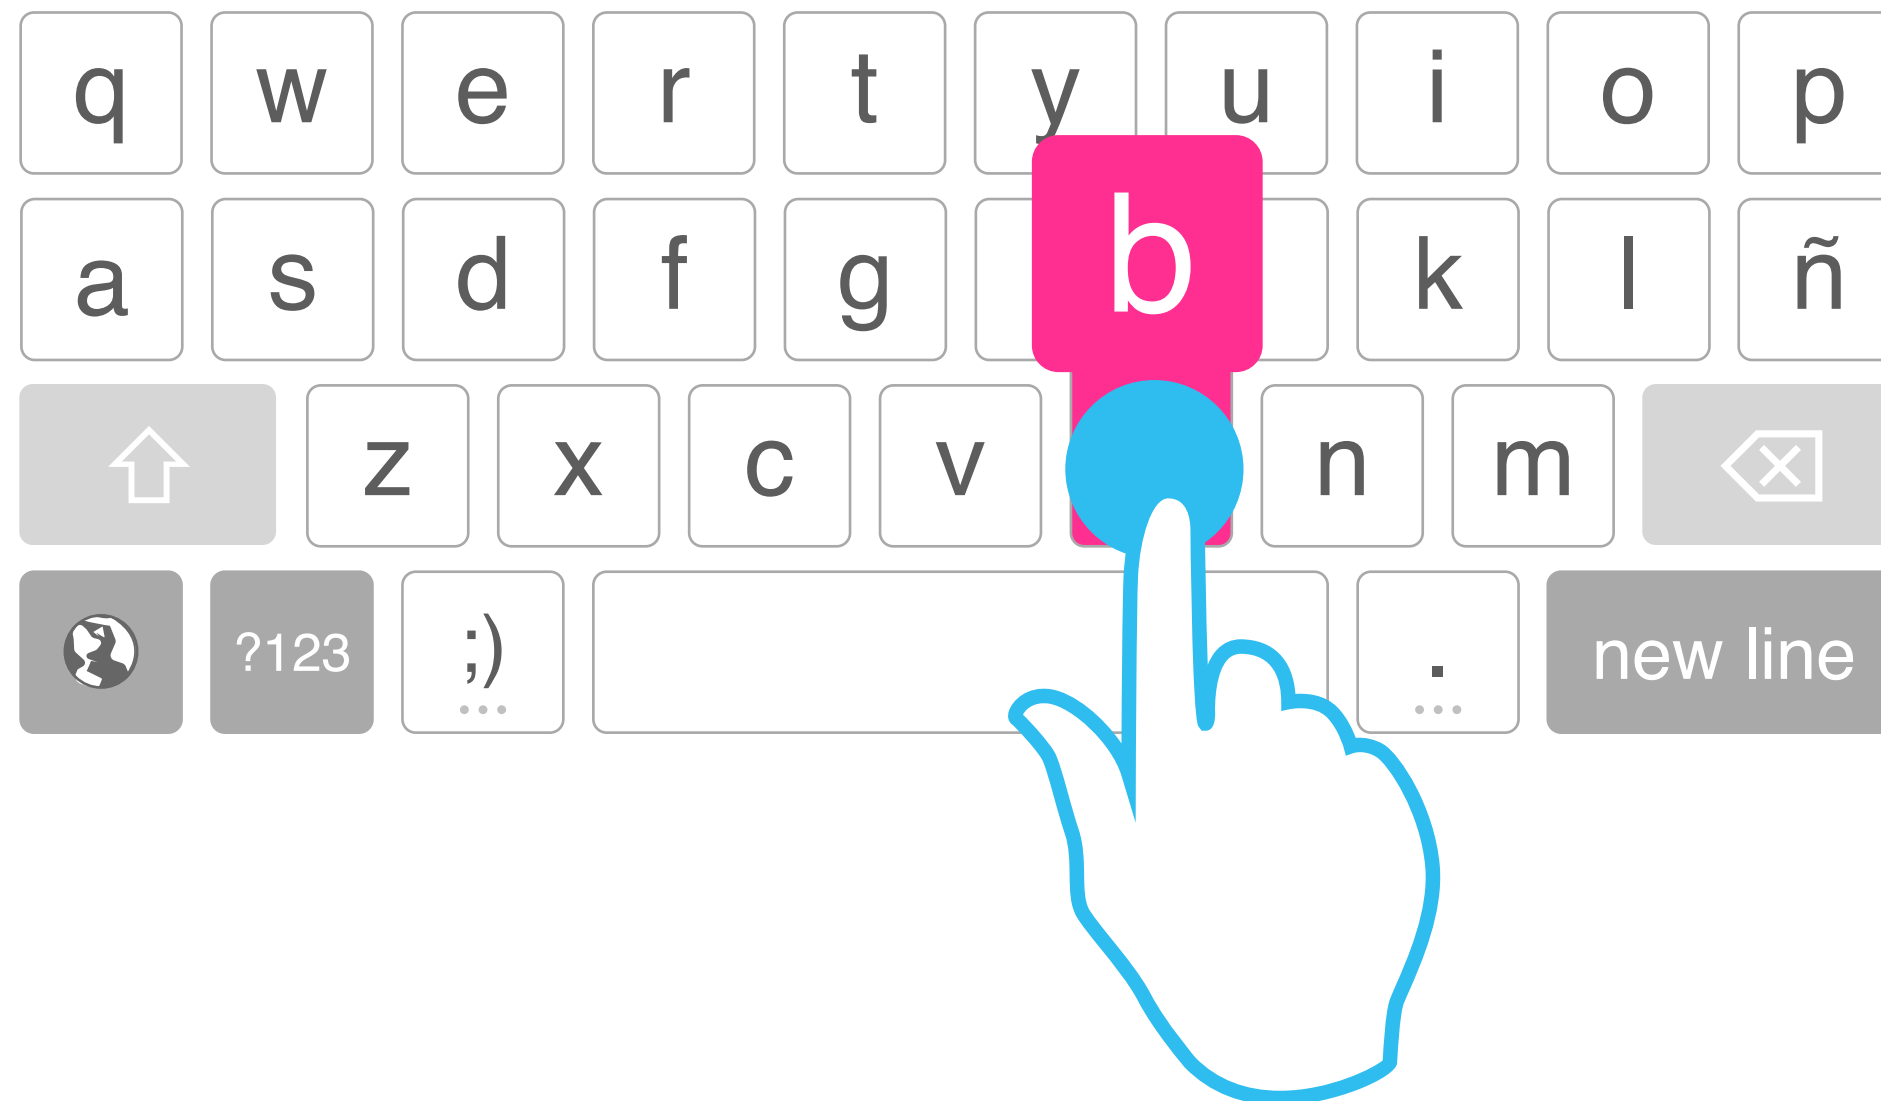 q w e r t y u i o p
a s d f g b k l ñ
z x c v n m
?123 ;) . new line